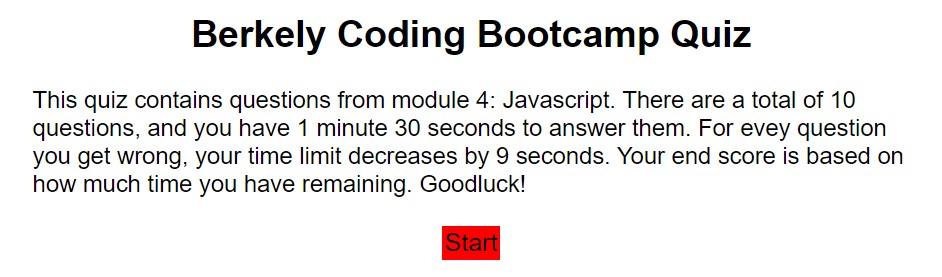 Berkely Coding Bootcamp Quiz
This quiz contains questions from module 4: Javascript. There are a total of 10
questions, and you have 1 minute 30 seconds to answer them. For evey question
you get wrong, your time limit decreases by 9 seconds. Your end score is based on
how much time you have remaining. Goodluck!
Start